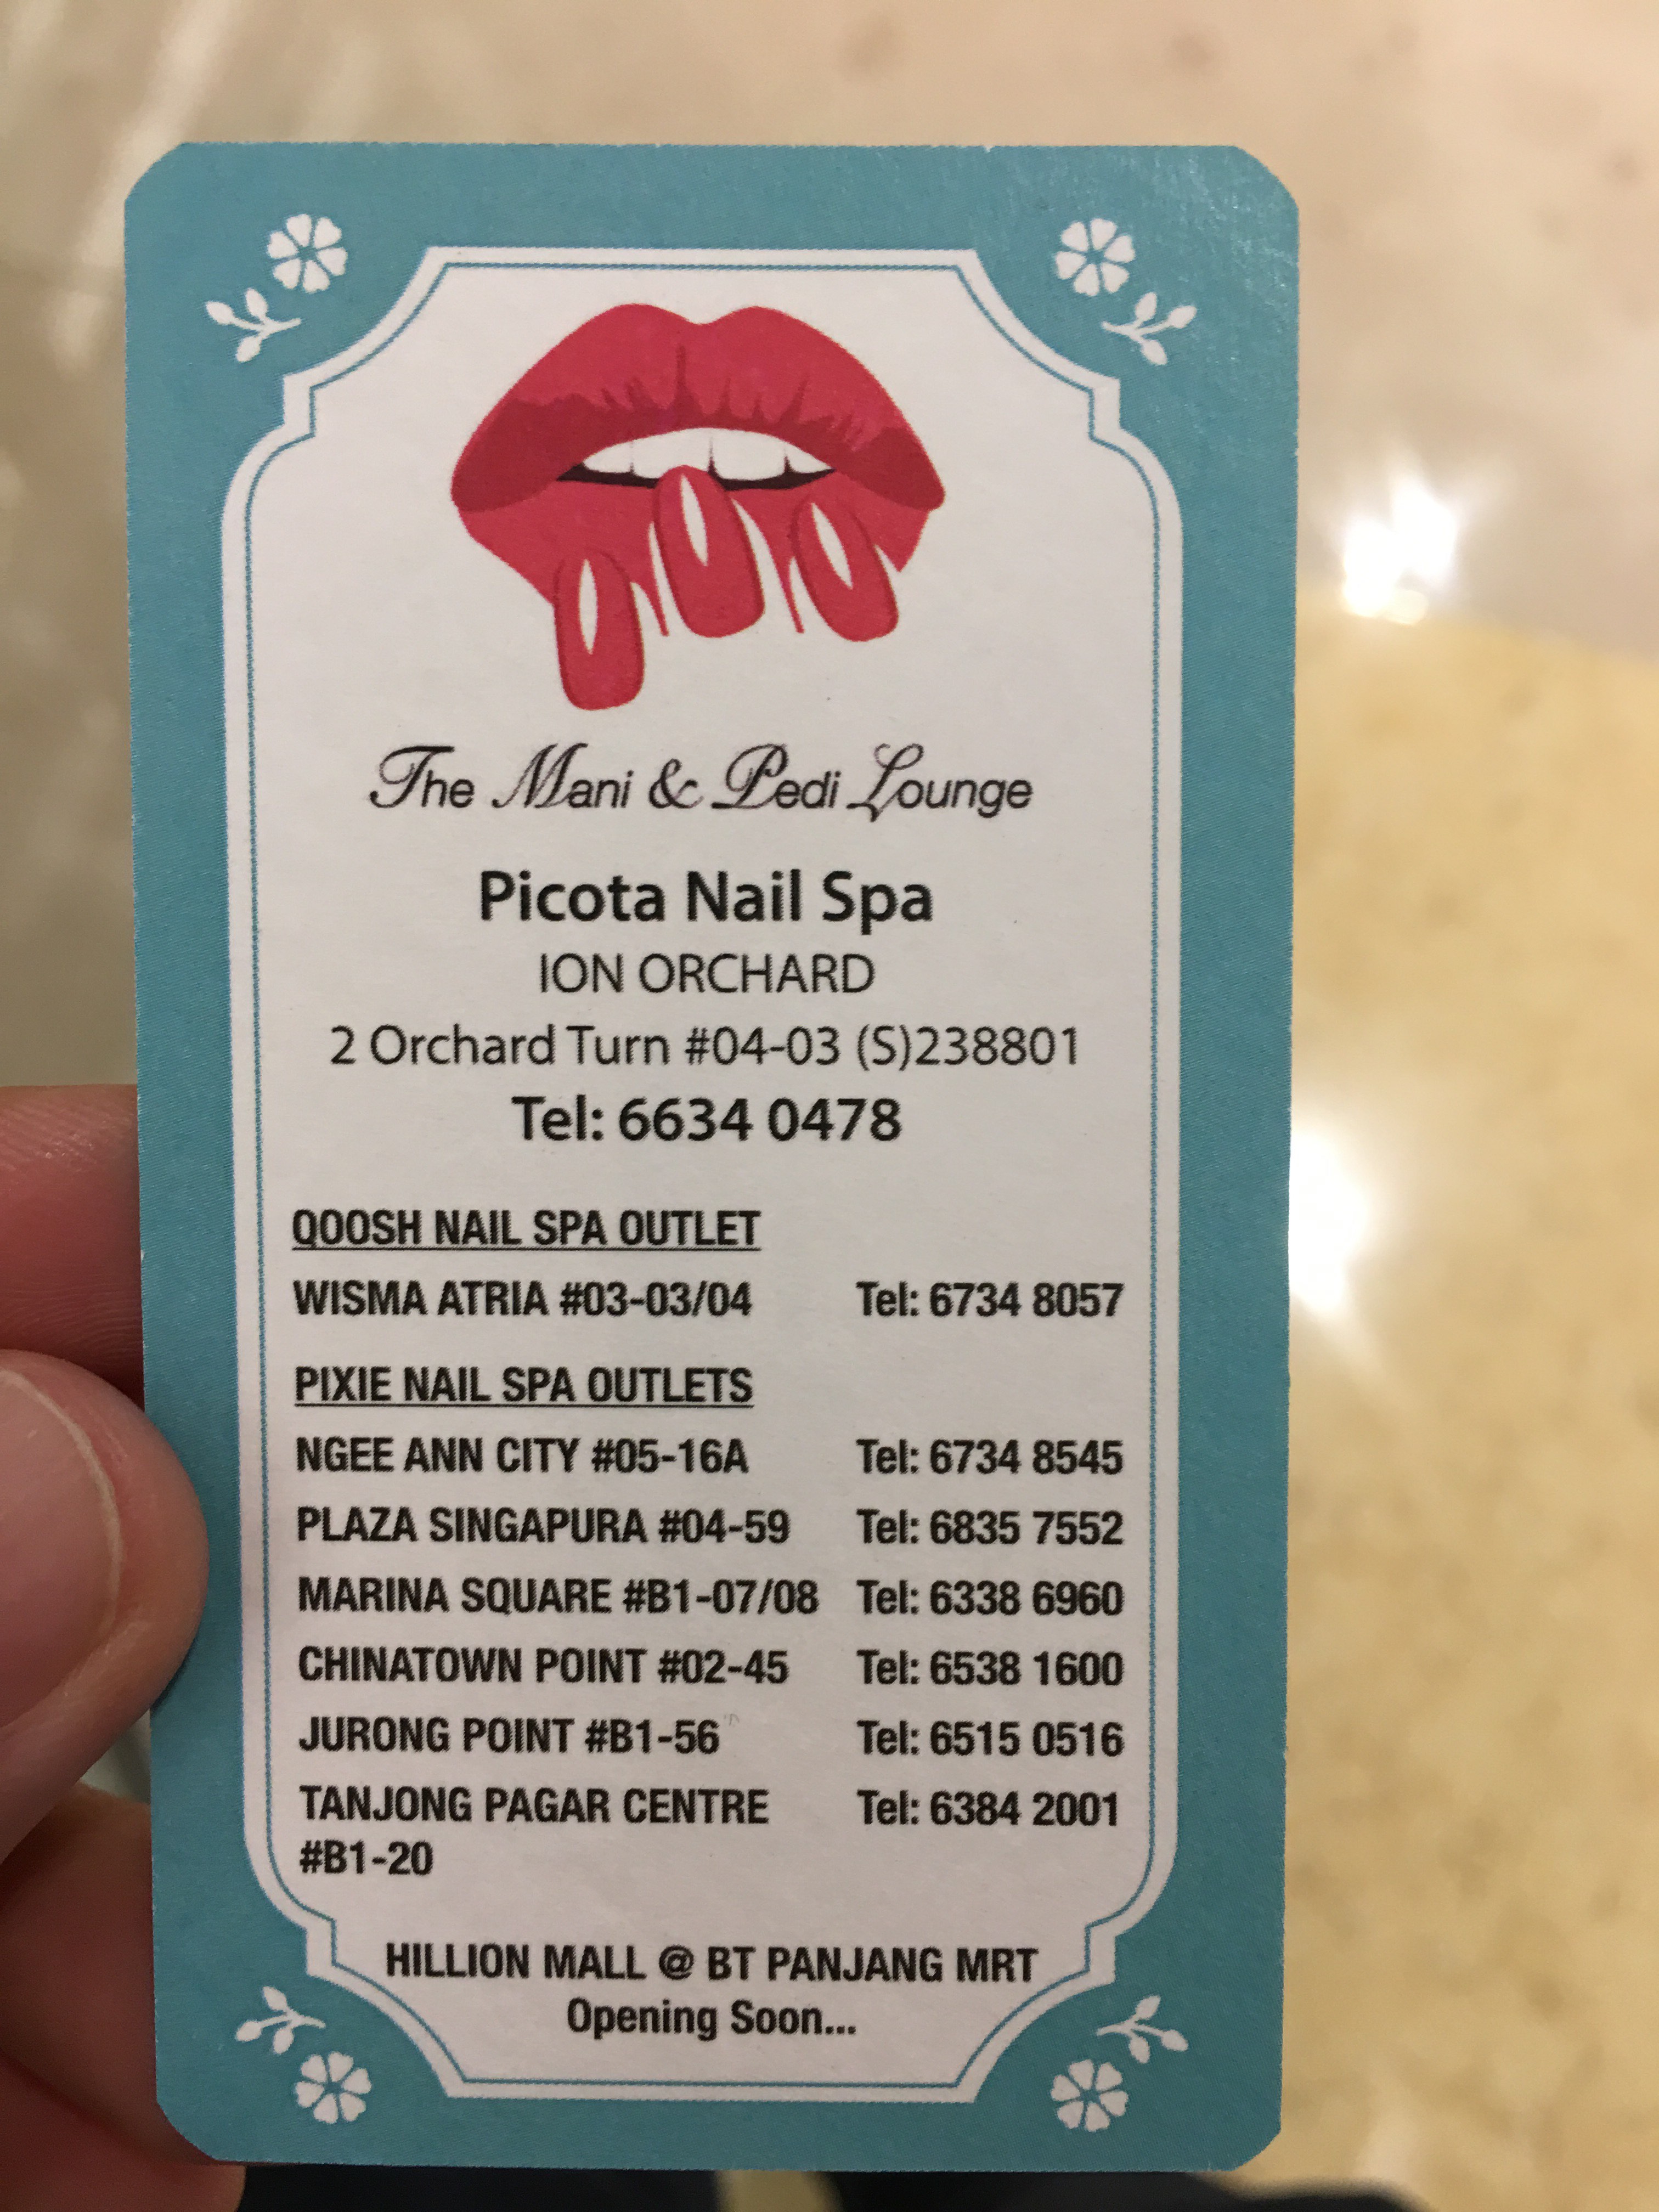 The Mani & Pedi Lounge
Picota Nail Spa
ION ORCHARD
2 Orchard Turn #04-03 (S)238801
Tel: 6634 0478
QOOSH NAIL SPA OUTLET
WISMA ATRIA #03-03/04 Tel: 6734 8057
PIXIE NAIL SPA OUTLETS
NGEE ANN CITY #05-16A Tel: 6734 8545
PLAZA SINGAPURA #04-59 Tel: 6835 7552
MARINA SQUARE #B1-07/08 Tel: 6338 6960
CHINATOWN POINT #02-45 Tel: 6538 1600
JURONG POINT #B1-56 Tel: 6515 0516
TANJONG PAGAR CENTRE Tel: 6384 2001
#B1-20
HILLION MALL @ BT PANJANG MRT
Opening Soon...